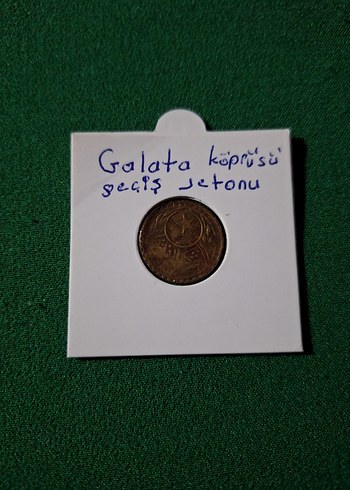 Galata köprüsü
geçiş jetonu